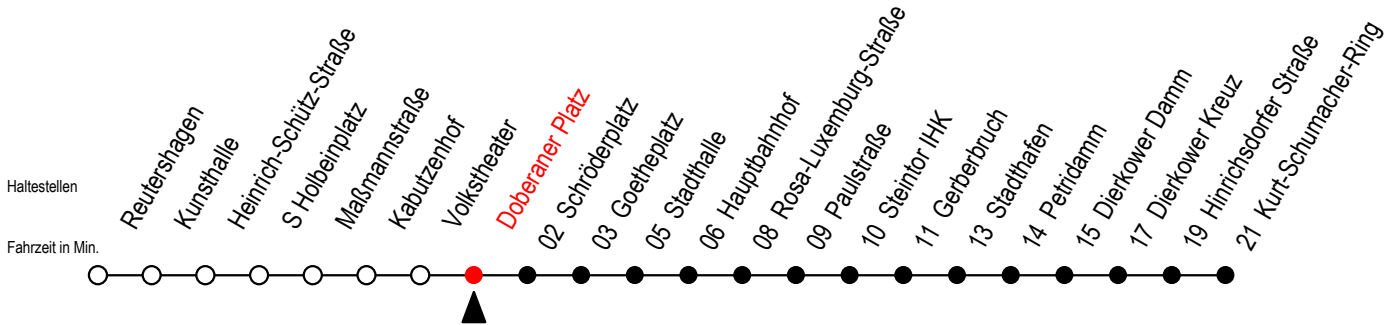 Haltestellen
Reutershagen
Kunsthalle
Heinrich-Schütz-Straße
S Holbeinplatz
Maßmannstraße
Kabutzenhof
Volkstheater
Doberaner Platz
02 Schröderplatz
03 Goetheplatz
05 Stadthalle
06 Hauptbahnhof
08 Rosa-Luxemburg-Straße
09 Paulstraße
10 Steintor IHK
11 Gerberbruch
13 Stadthafen
14 Petridamm
15 Dierkower Damm
17 Dierkower Kreuz
19 Hinrichsdorfer Straße
21 Kurt-Schumacher-Ring
Fahrzeit in Min.